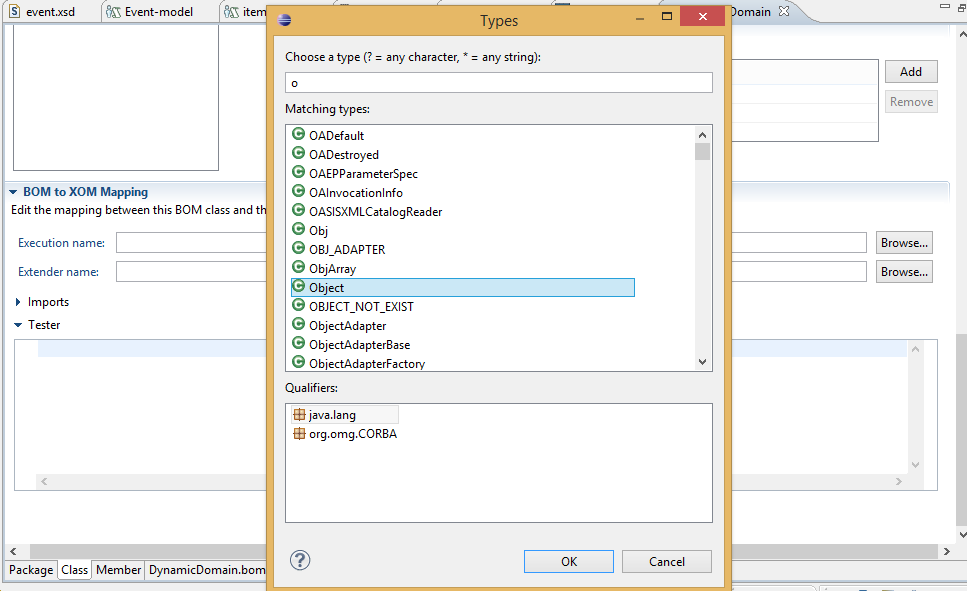 event.xsd
Event-model
item
Domain
Types
Choose a type (? = any character, * = any string):
o
Matching types:
OADefault
OADestroyed
OAEPParameterSpec
OAInvocationInfo
OASISXMLCatalogReader
Obj
OBJ_ADAPTER
ObjArray
Object
OBJECT_NOT_EXIST
ObjectAdapter
ObjectAdapterBase
ObjectAdapterFactory
Qualifiers:
java.lang
org.omg.CORBA
OK
Cancel
Add
Remove
BOM to XOM Mapping
Edit the mapping between this BOM class and th
Execution name:
Browse...
Extender name:
Browse...
Imports
Tester
Package
Class
Member
DynamicDomain.bom